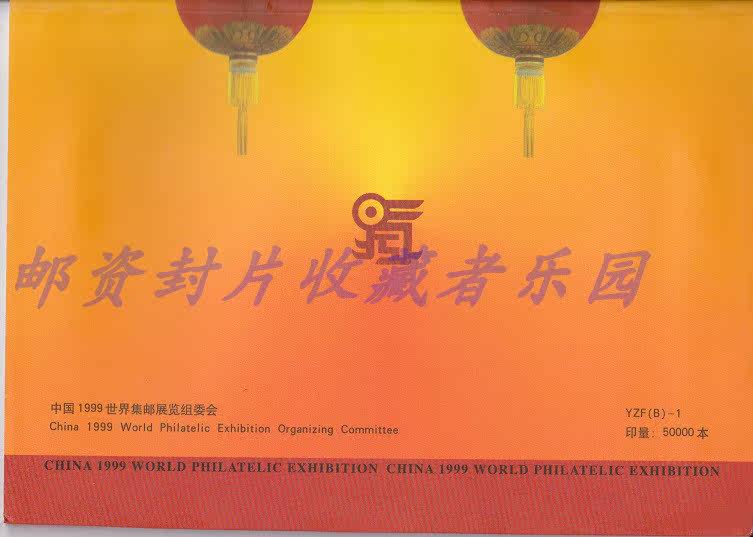 邮资封片收藏者乐园
中国1999世界集邮展览组委会
China 1999 World Philatelic Exhibition Organizing Committee
YZF(B)-1
印量: 50000本
CHINA 1999 WORLD PHILATELIC EXHIBITION CHINA 1999 WORLD PHILATELIC EXHIBITION